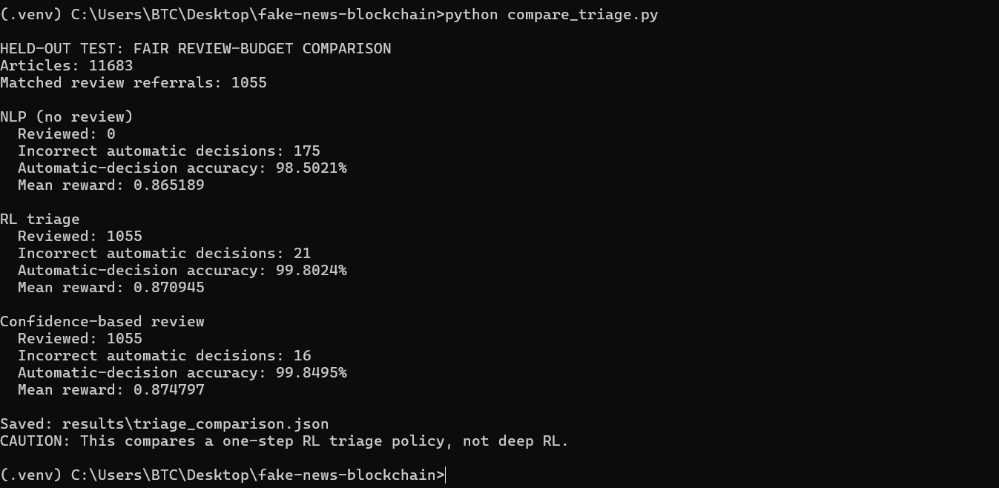 (.venv) C:\Users\BTC\Desktop\fake-news-blockchain>python compare_triage.py
HELD-OUT TEST: FAIR REVIEW-BUDGET COMPARISON
Articles: 11683
Matched review referrals: 1055
NLP (no review)
Reviewed: 0
Incorrect automatic decisions: 175
Automatic-decision accuracy: 98.5021%
Mean reward: 0.865189
RL triage
Reviewed: 1055
Incorrect automatic decisions: 21
Automatic-decision accuracy: 99.8024%
Mean reward: 0.870945
Confidence-based review
Reviewed: 1055
Incorrect automatic decisions: 16
Automatic-decision accuracy: 99.8495%
Mean reward: 0.874797
Saved: results\triage_comparison.json
CAUTION: This compares a one-step RL triage policy, not deep RL.
(.venv) C:\Users\BTC\Desktop\fake-news-blockchain>